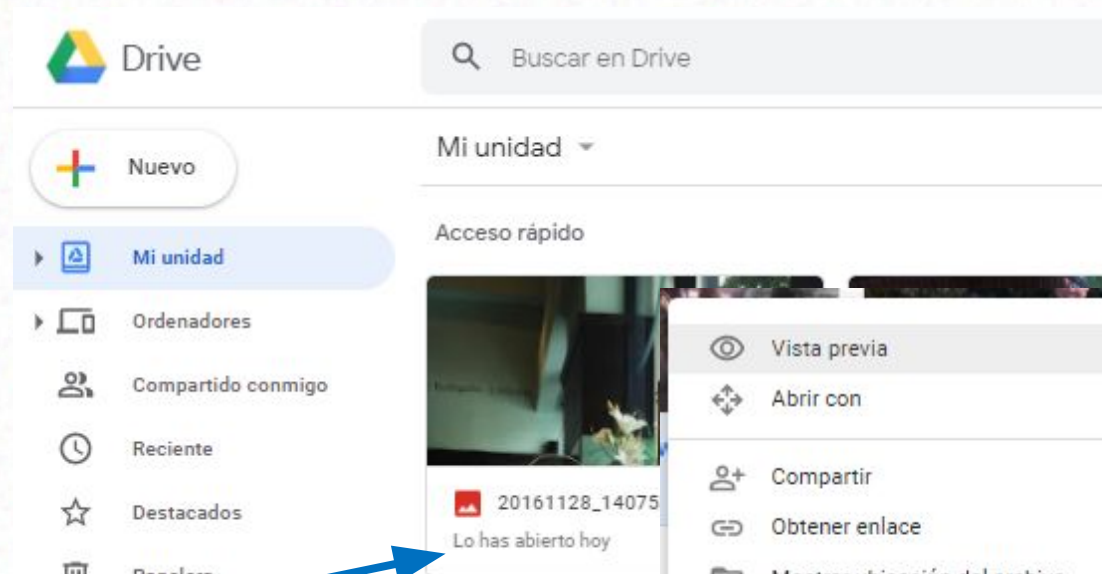 Drive
Buscar en Drive
Nuevo
Mi unidad
Acceso rápido
Mi unidad
Ordenadores
Compartido conmigo
Reciente
Destacados
20161128_14075
Lo has abierto hoy
Vista previa
Abrir con
Compartir
Obtener enlace